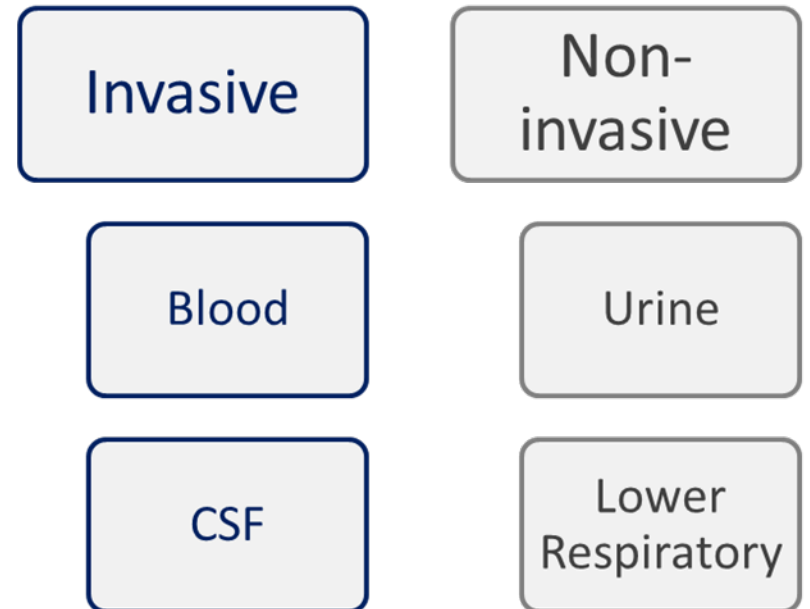 Invasive
Non-
invasive
Blood
Urine
CSF
Lower
Respiratory